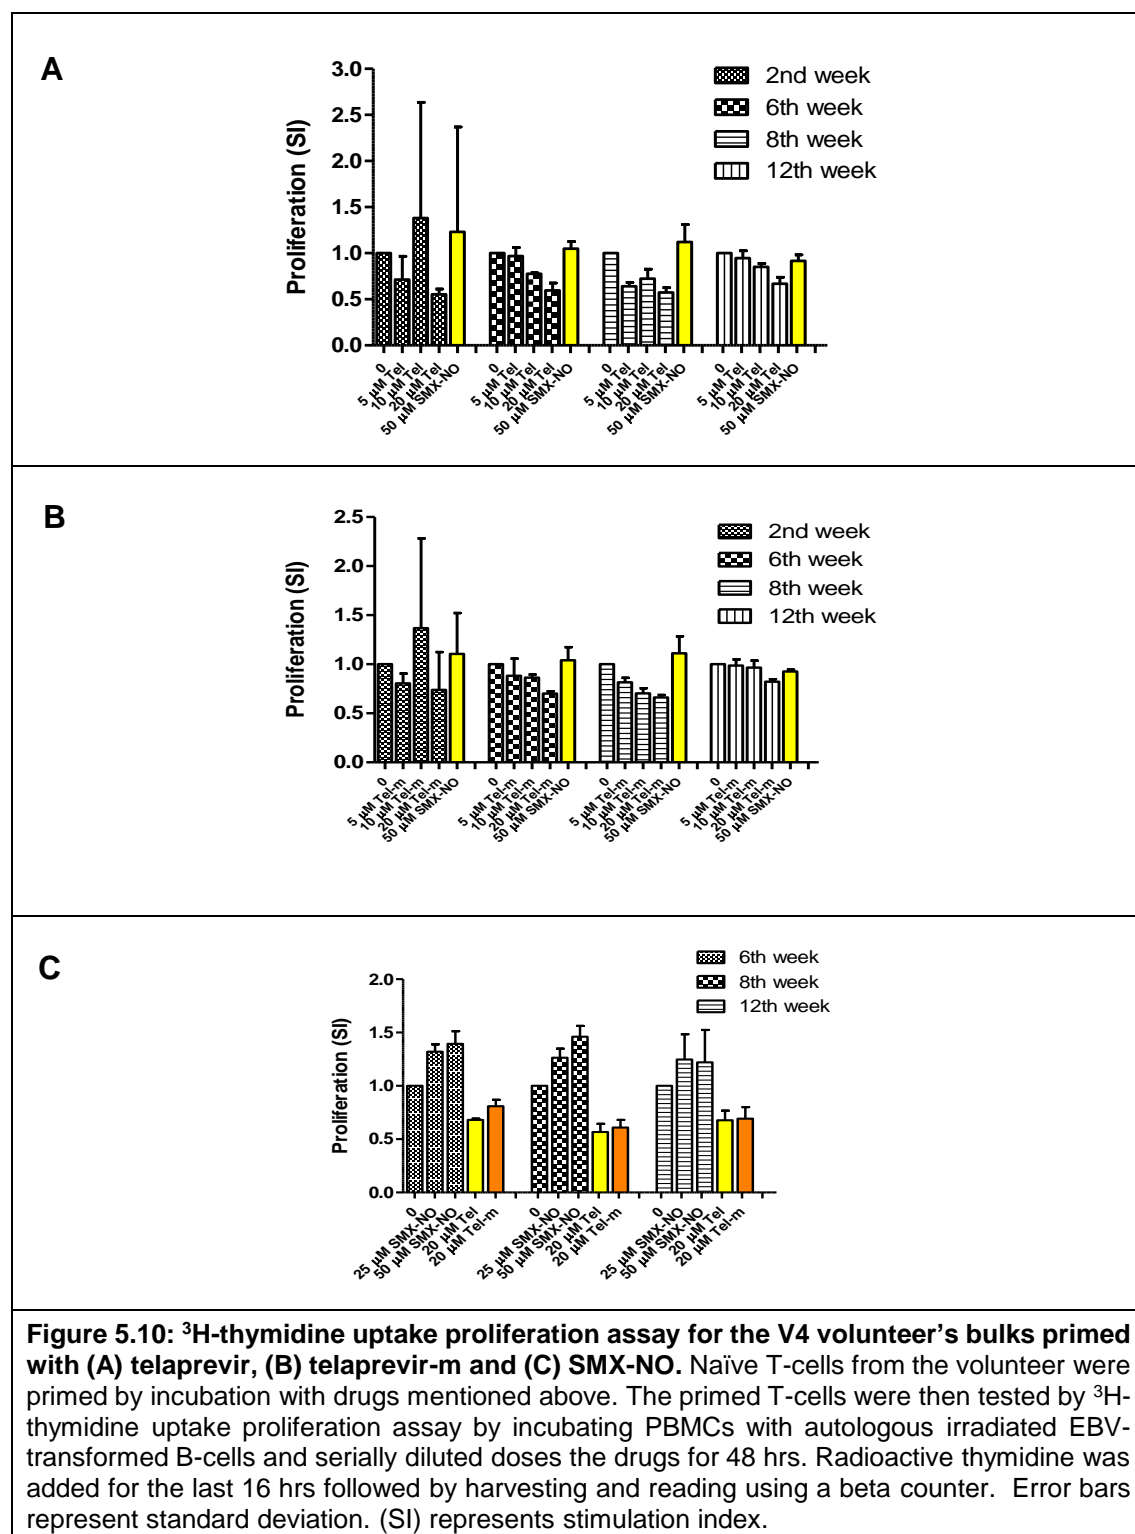 A
Proliferation (SI)
3.0
2.5
2.0
1.5
1.0
0.5
0.0
2nd week
6th week
8th week
12th week
0
5 µM Tel
10 µM Tel
20 µM Tel
50 µM SMX-NO
0
5 µM Tel
10 µM Tel
20 µM Tel
50 µM SMX-NO
0
5 µM Tel
10 µM Tel
20 µM Tel
50 µM SMX-NO
0
5 µM Tel
10 µM Tel
20 µM Tel
50 µM SMX-NO
B
Proliferation (SI)
2.5
2.0
1.5
1.0
0.5
0.0
2nd week
6th week
8th week
12th week
0
5 µM Tel-m
10 µM Tel-m
20 µM Tel-m
50 µM SMX-NO
0
5 µM Tel-m
10 µM Tel-m
20 µM Tel-m
50 µM SMX-NO
0
5 µM Tel-m
10 µM Tel-m
20 µM Tel-m
50 µM SMX-NO
0
5 µM Tel-m
10 µM Tel-m
20 µM Tel-m
50 µM SMX-NO
C
Proliferation (SI)
2.0
1.5
1.0
0.5
0.0
6th week
8th week
12th week
0
25 µM SMX-NO
50 µM SMX-NO
20 µM Tel
20 µM Tel-m
0
25 µM SMX-NO
50 µM SMX-NO
20 µM Tel
20 µM Tel-m
0
25 µM SMX-NO
50 µM SMX-NO
20 µM Tel
20 µM Tel-m
Figure 5.10: ³H-thymidine uptake proliferation assay for the V4 volunteer’s bulks primed
with (A) telaprevir, (B) telaprevir-m and (C) SMX-NO. Naïve T-cells from the volunteer were
primed by incubation with drugs mentioned above. The primed T-cells were then tested by ³H-
thymidine uptake proliferation assay by incubating PBMCs with autologous irradiated EBV-
transformed B-cells and serially diluted doses the drugs for 48 hrs. Radioactive thymidine was
added for the last 16 hrs followed by harvesting and reading using a beta counter. Error bars
represent standard deviation. (SI) represents stimulation index.